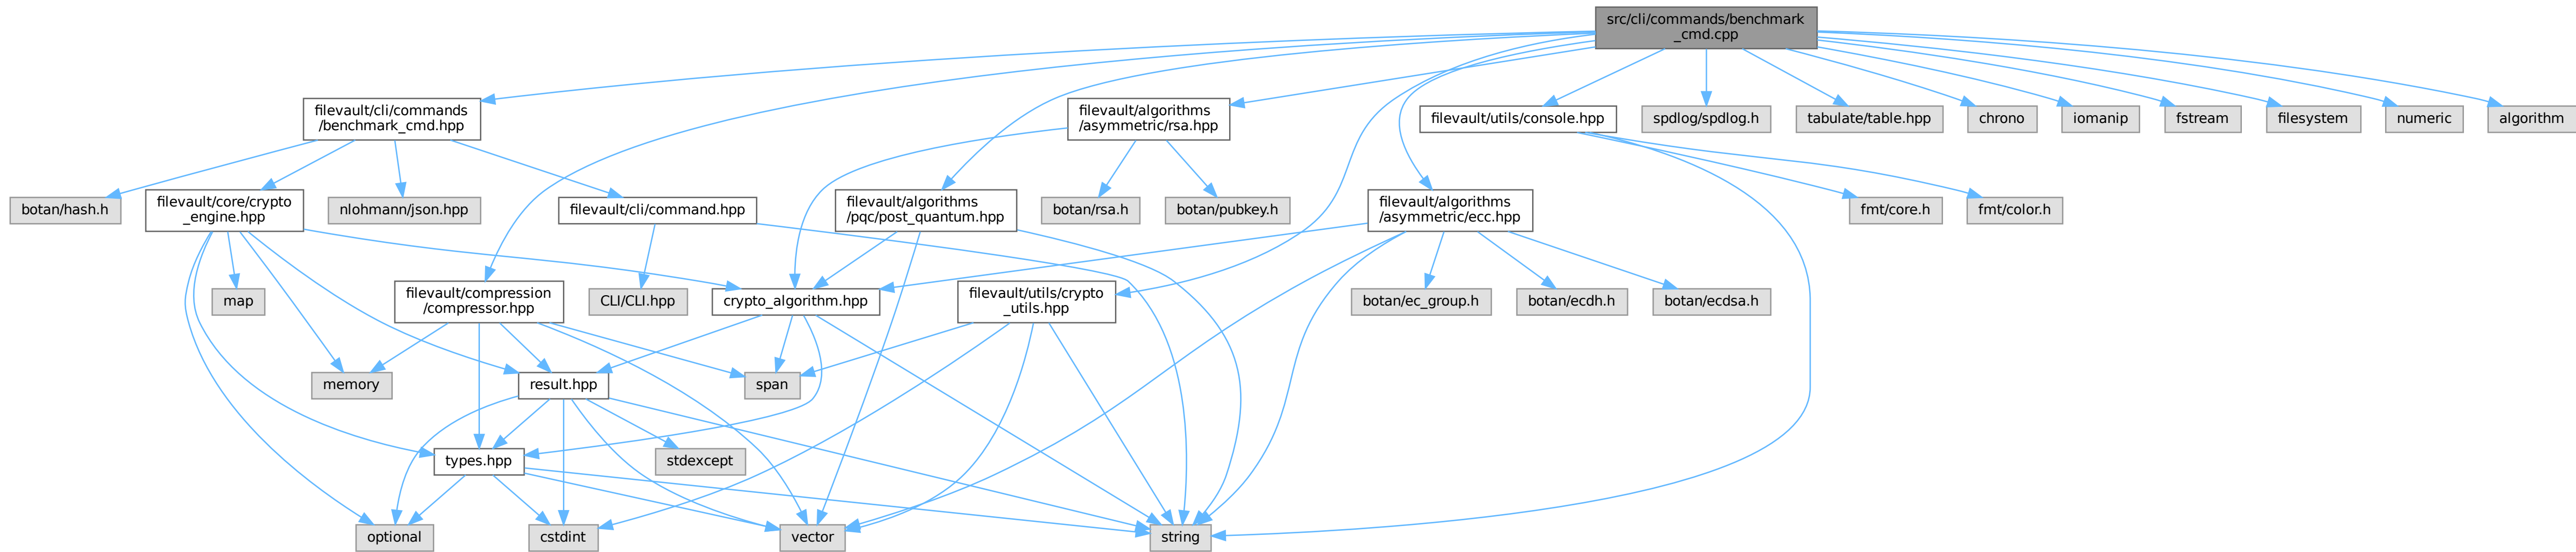 src/cli/commands/benchmark
_cmd.cpp
filevault/cli/commands
/benchmark_cmd.hpp
filevault/algorithms
/asymmetric/rsa.hpp
filevault/utils/console.hpp
spdlog/spdlog.h
tabulate/table.hpp
chrono
iomanip
fstream
filesystem
numeric
algorithm
botan/hash.h
filevault/core/crypto
_engine.hpp
nlohmann/json.hpp
filevault/cli/command.hpp
filevault/algorithms
/pqc/post_quantum.hpp
botan/rsa.h
botan/pubkey.h
filevault/algorithms
/asymmetric/ecc.hpp
fmt/core.h
fmt/color.h
map
filevault/compression
/compressor.hpp
CLI/CLI.hpp
crypto_algorithm.hpp
filevault/utils/crypto
_utils.hpp
botan/ec_group.h
botan/ecdh.h
botan/ecdsa.h
memory
result.hpp
span
types.hpp
stdexcept
optional
cstdint
vector
string